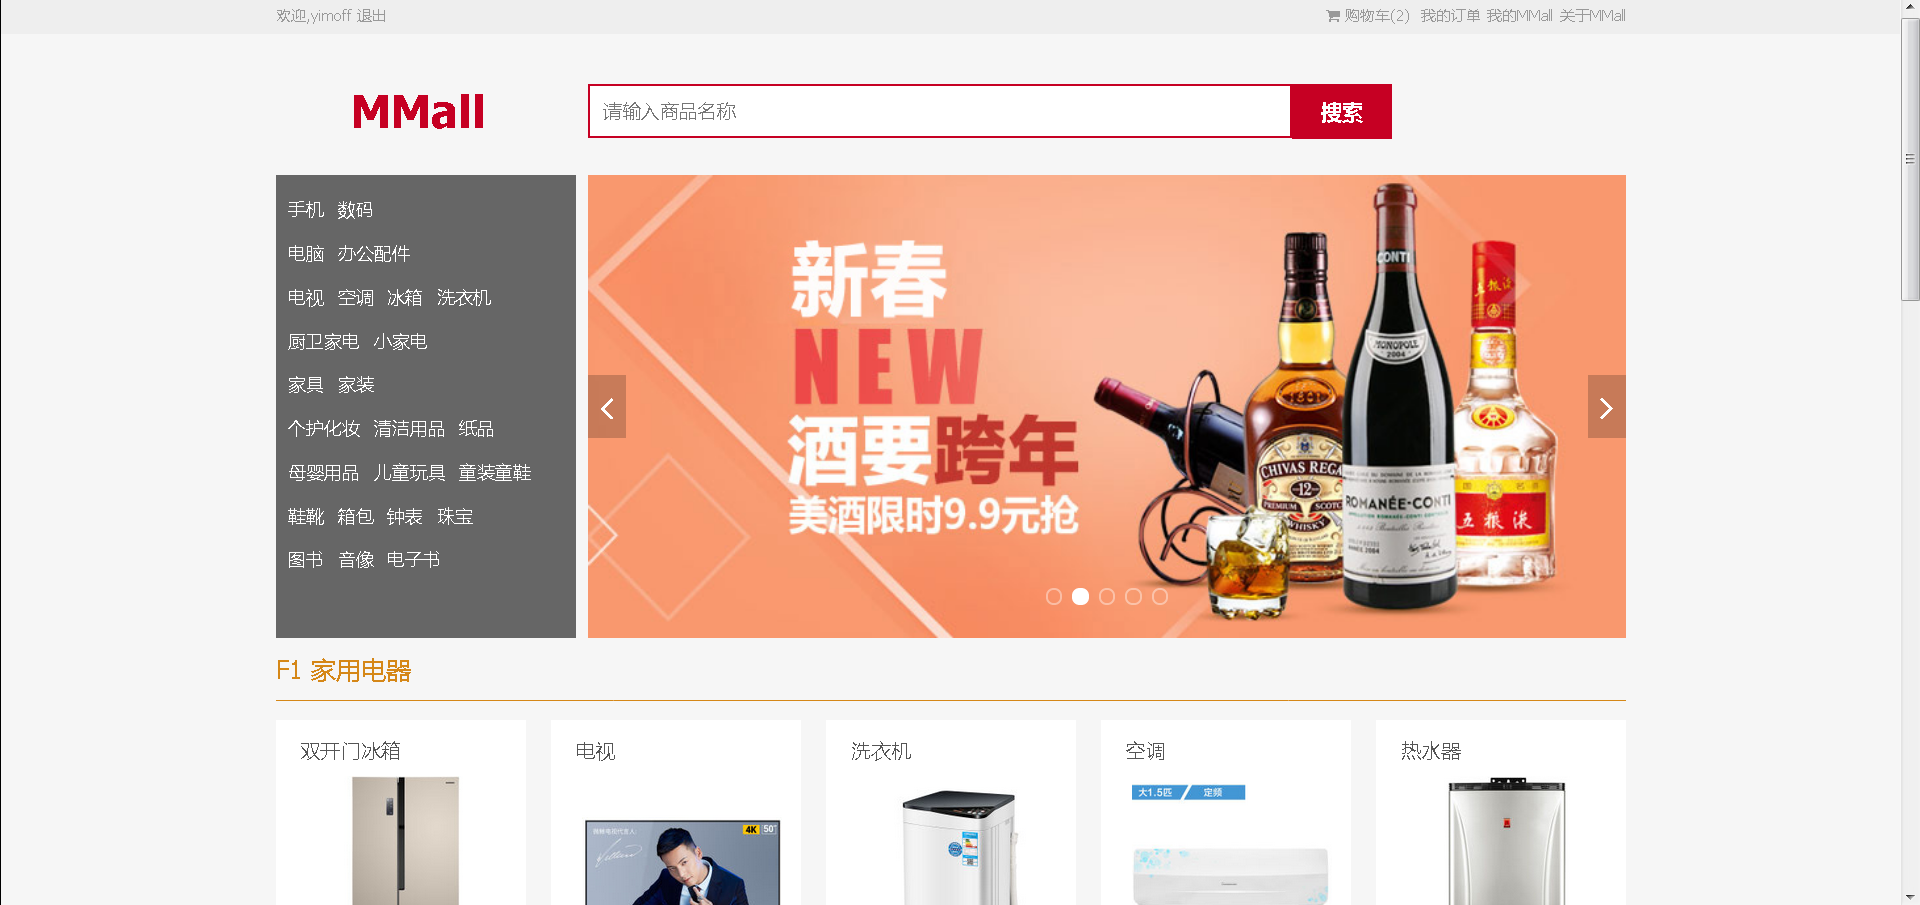 欢迎,yimoff 退出
购物车(2) 我的订单 我的MMall 关于MMall
MMall
请输入商品名称
搜索
手机 数码
电脑 办公配件
电视 空调 冰箱 洗衣机
厨卫家电 小家电
家具 家装
个护化妆 清洁用品 纸品
母婴用品 儿童玩具 童装童鞋
鞋靴 箱包 钟表 珠宝
图书 音像 电子书
新春
NEW
酒要跨年
美酒限时9.9元抢
CONTI
MONOPOLE
2004
1801
CHIVAS REGA
12
PREMIUM SCOTC
WHISKY
ROMANÉE-CONTI
ANNÉE 2004
五粮液
F1 家用电器
双开门冰箱
电视
洗衣机
空调
热水器
大1.5匹 定频
4K 50"